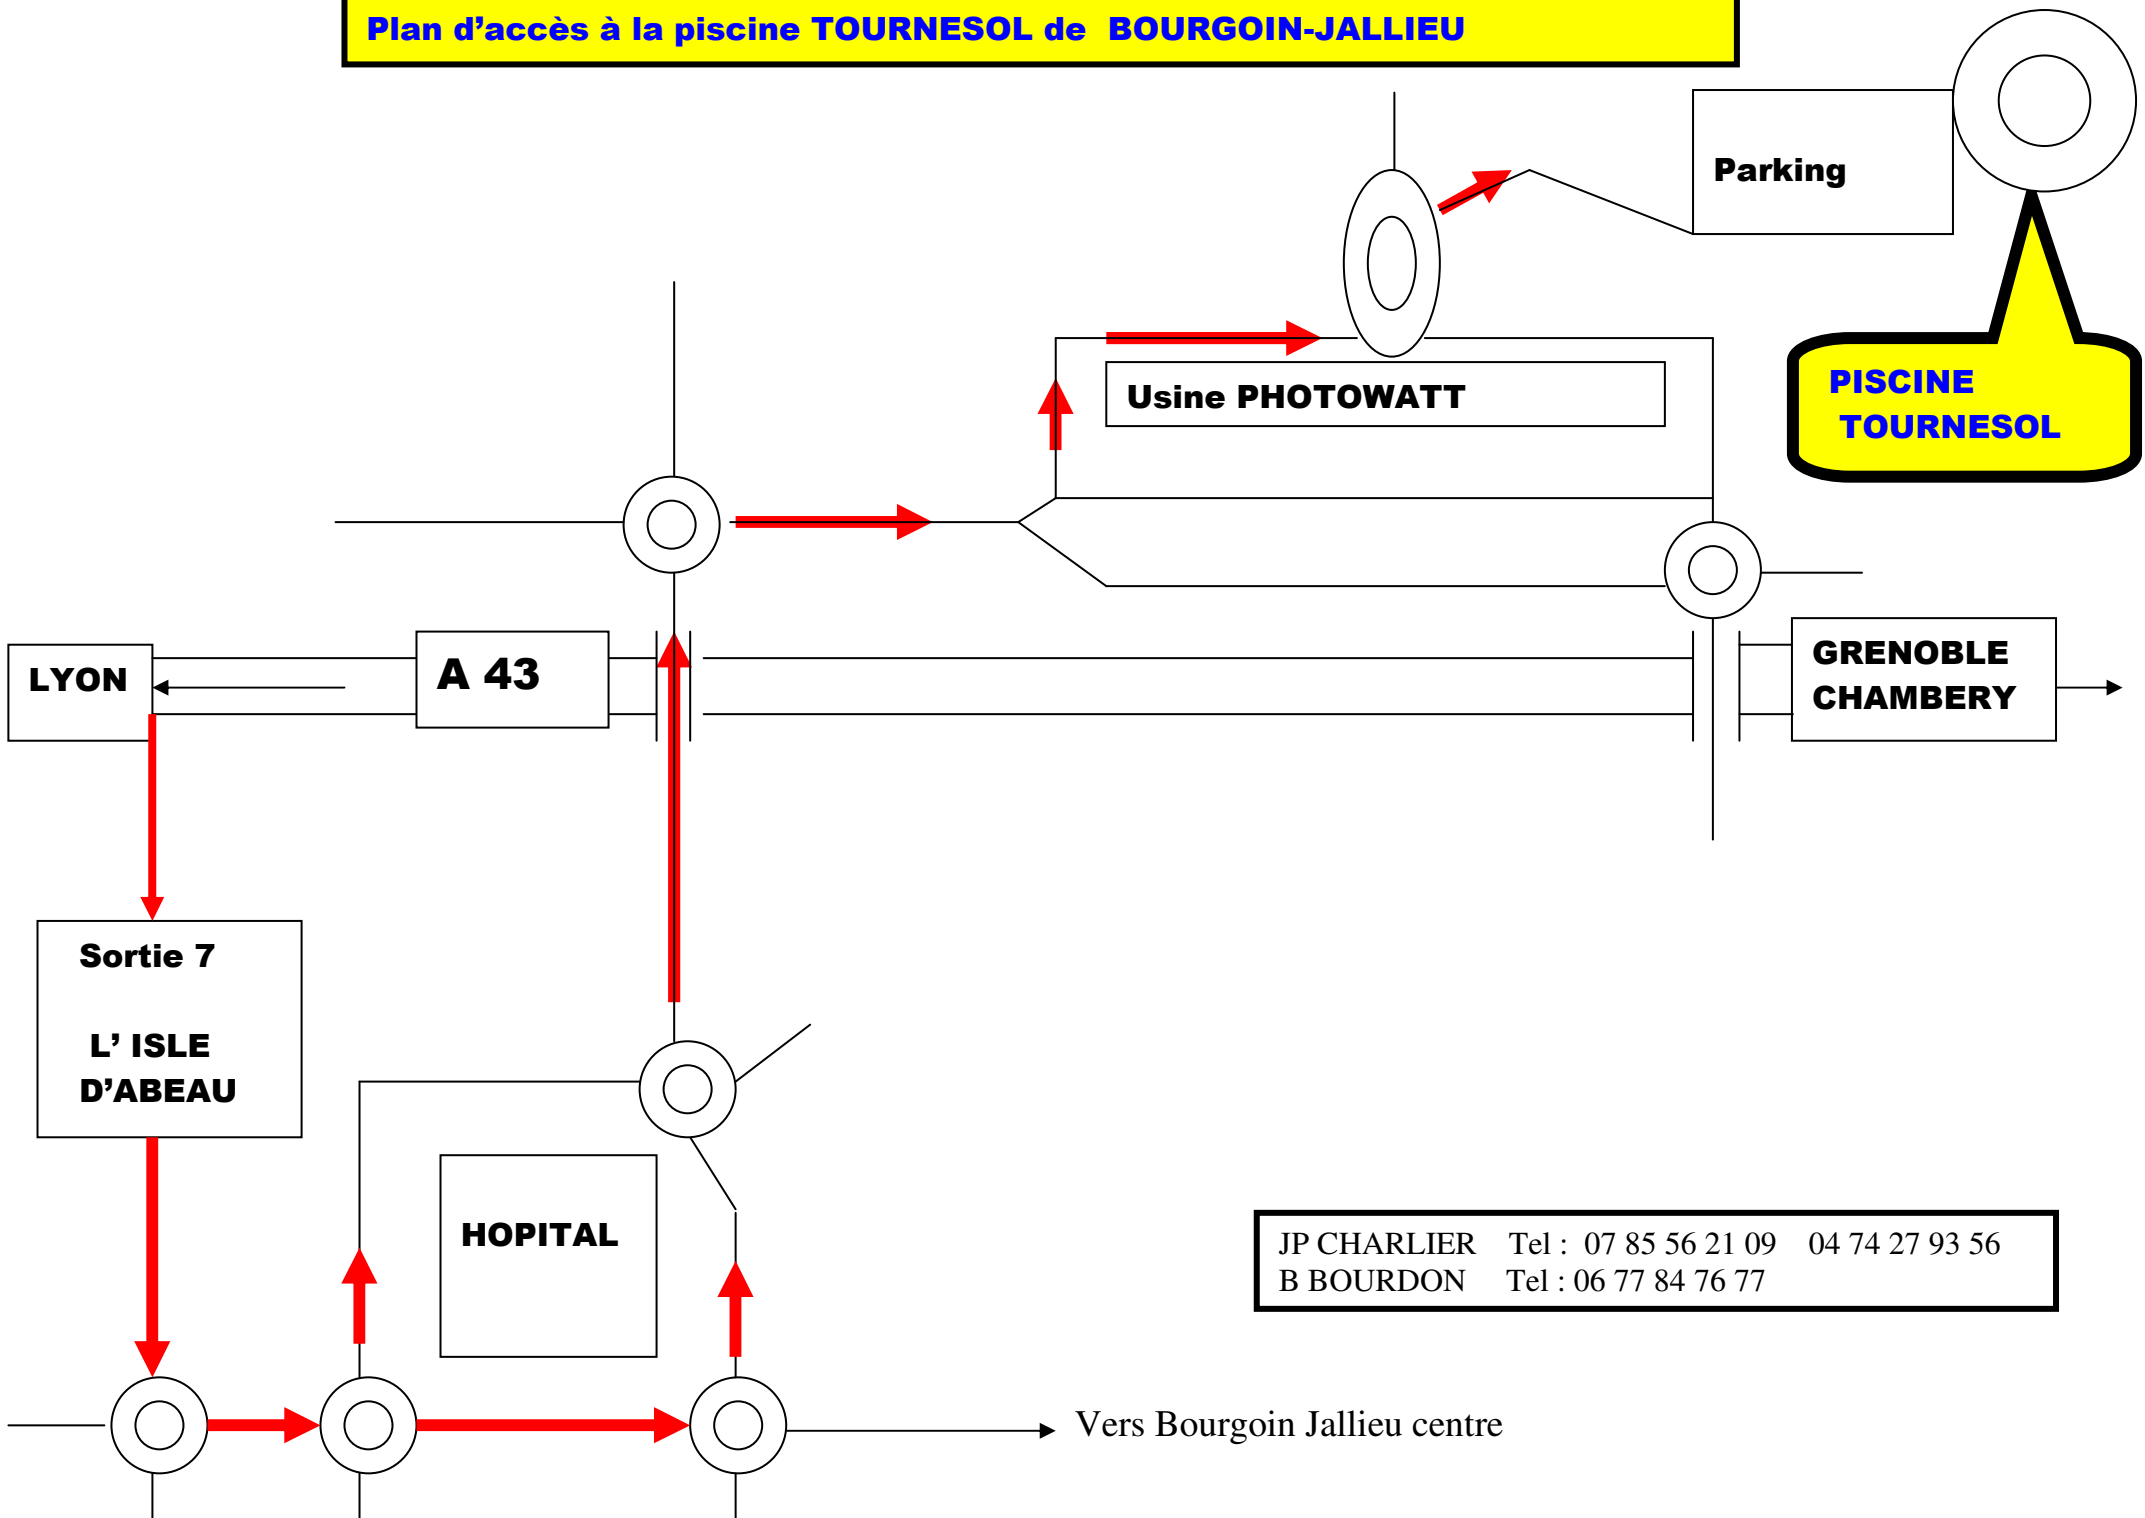 Plan d’accès à la piscine TOURNESOL de BOURGOIN-JALLIEU
Parking
Usine PHOTOWATT
PISCINE
TOURNESOL
LYON
A 43
GRENOBLE
CHAMBERY
Sortie 7
L’ ISLE
D’ABEAU
HOPITAL
JP CHARLIER Tel : 07 85 56 21 09 04 74 27 93 56
B BOURDON Tel : 06 77 84 76 77
Vers Bourgoin Jallieu centre